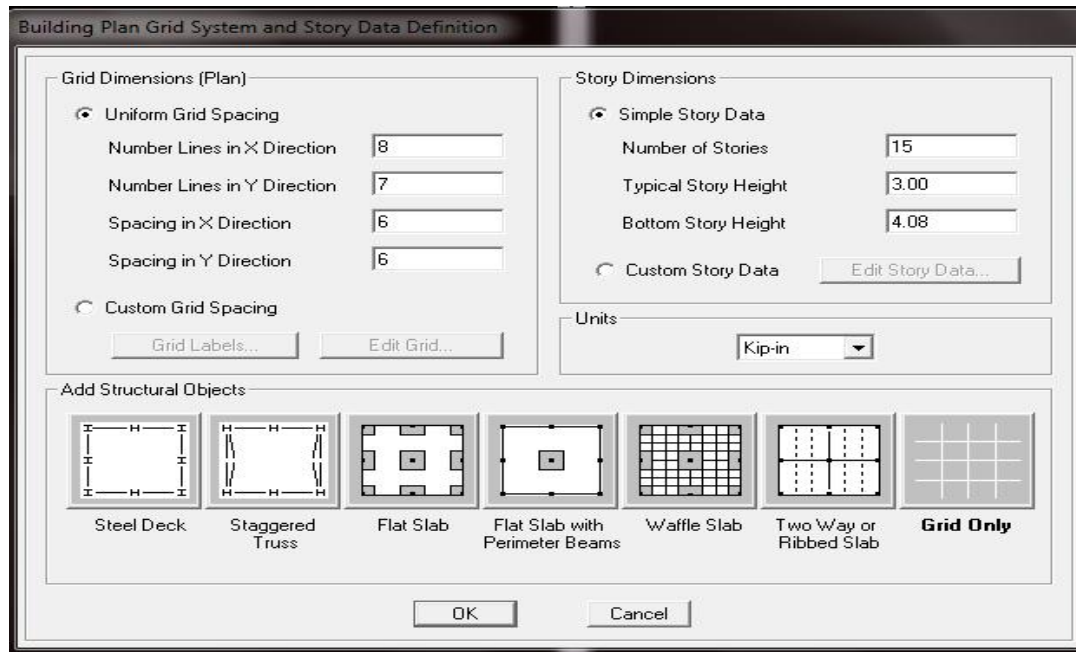 Building Plan Grid System and Story Data Definition
Grid Dimensions (Plan)
Uniform Grid Spacing
Number Lines in X Direction 8
Number Lines in Y Direction 7
Spacing in X Direction 6
Spacing in Y Direction 6
Custom Grid Spacing
Grid Labels... Edit Grid...
Story Dimensions
Simple Story Data
Number of Stories 15
Typical Story Height 3.00
Bottom Story Height 4.08
Custom Story Data Edit Story Data...
Units
Kip-in
Add Structural Objects
Steel Deck
Staggered
Truss
Flat Slab
Flat Slab with
Perimeter Beams
Waffle Slab
Two Way or
Ribbed Slab
Grid Only
OK Cancel